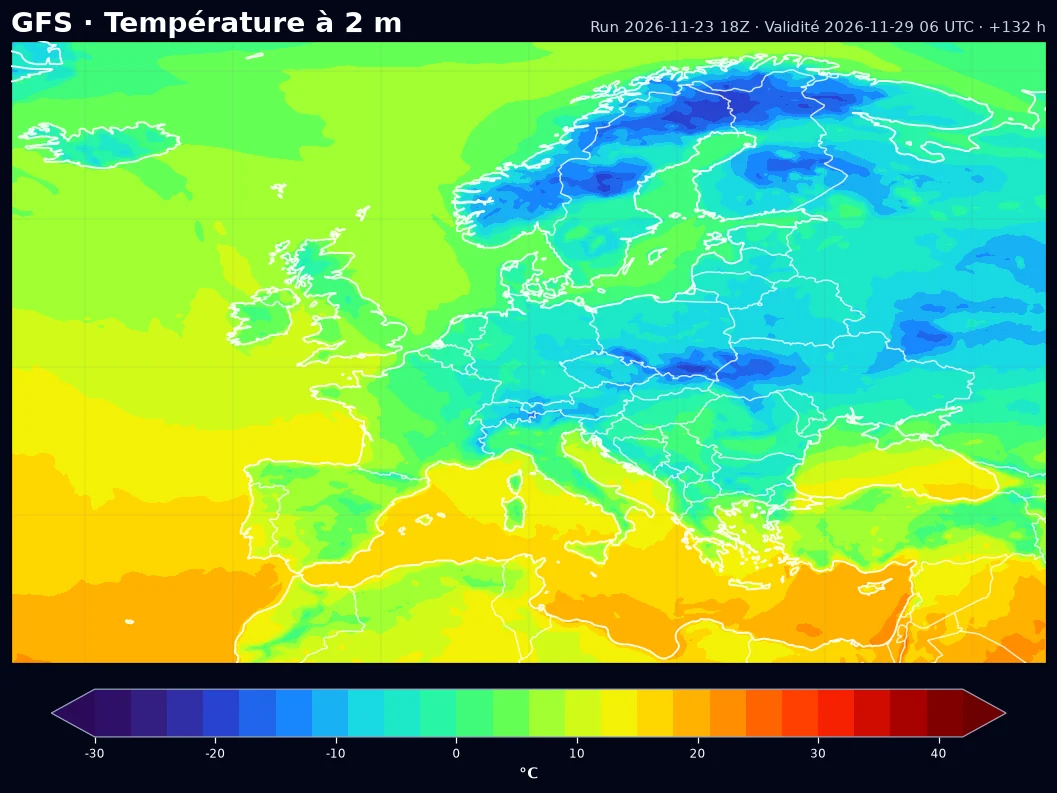 GFS · Température à 2 m
Run 2026-11-23 18Z · Validité 2026-11-29 06 UTC · +132 h
-30 -20 -10 0 10 20 30 40
°C